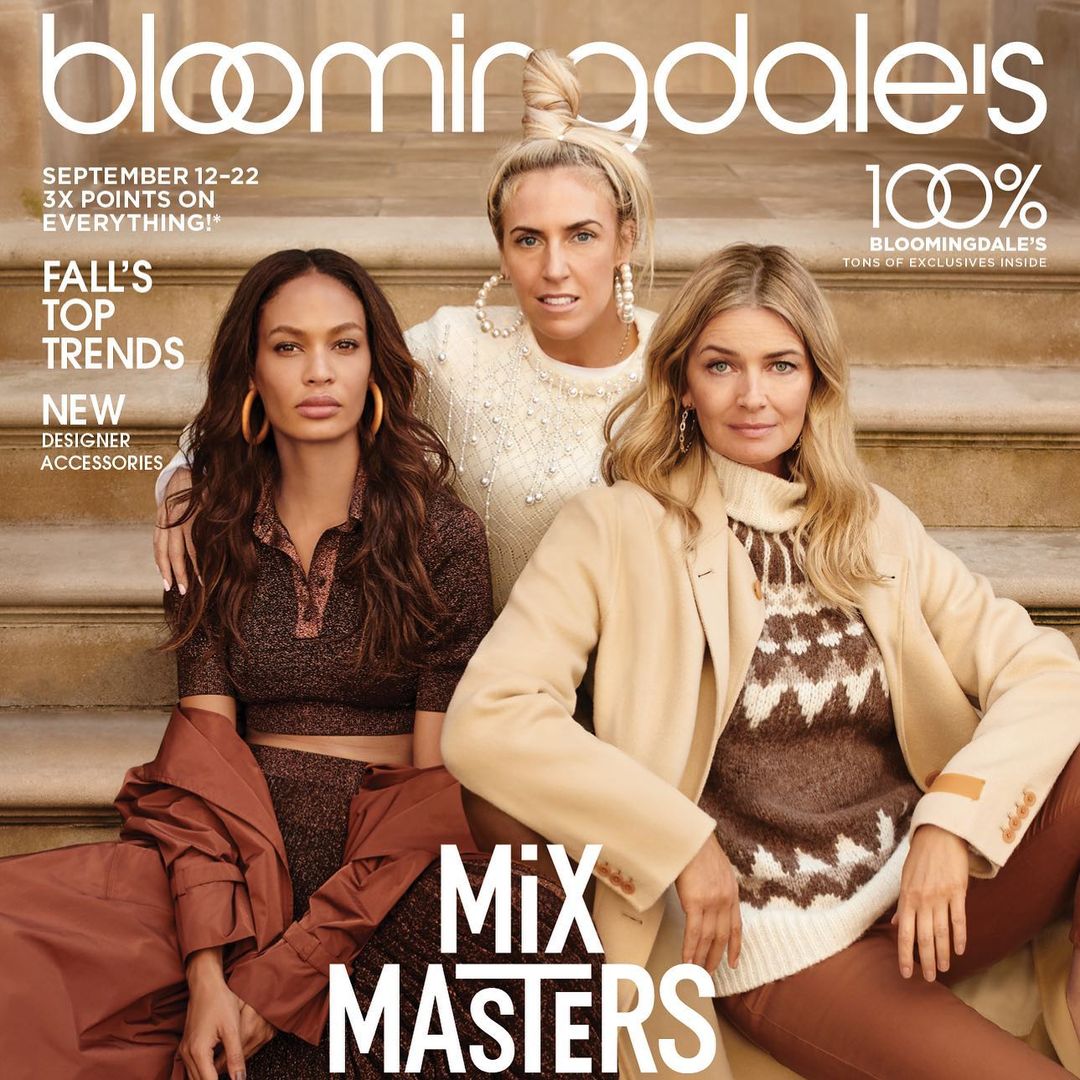 bloomingdale's
SEPTEMBER 12–22
3X POINTS ON
EVERYTHING!*
FALL'S
TOP
TRENDS
NEW
DESIGNER
ACCESSORIES
100%
BLOOMINGDALE'S
TONS OF EXCLUSIVES INSIDE
MiX
MASTERS